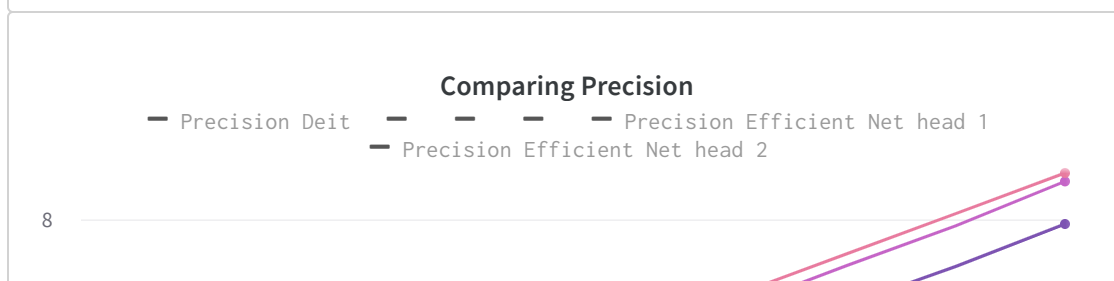 Comparing Precision
Precision Deit Precision Efficient Net head 1
Precision Efficient Net head 2
8